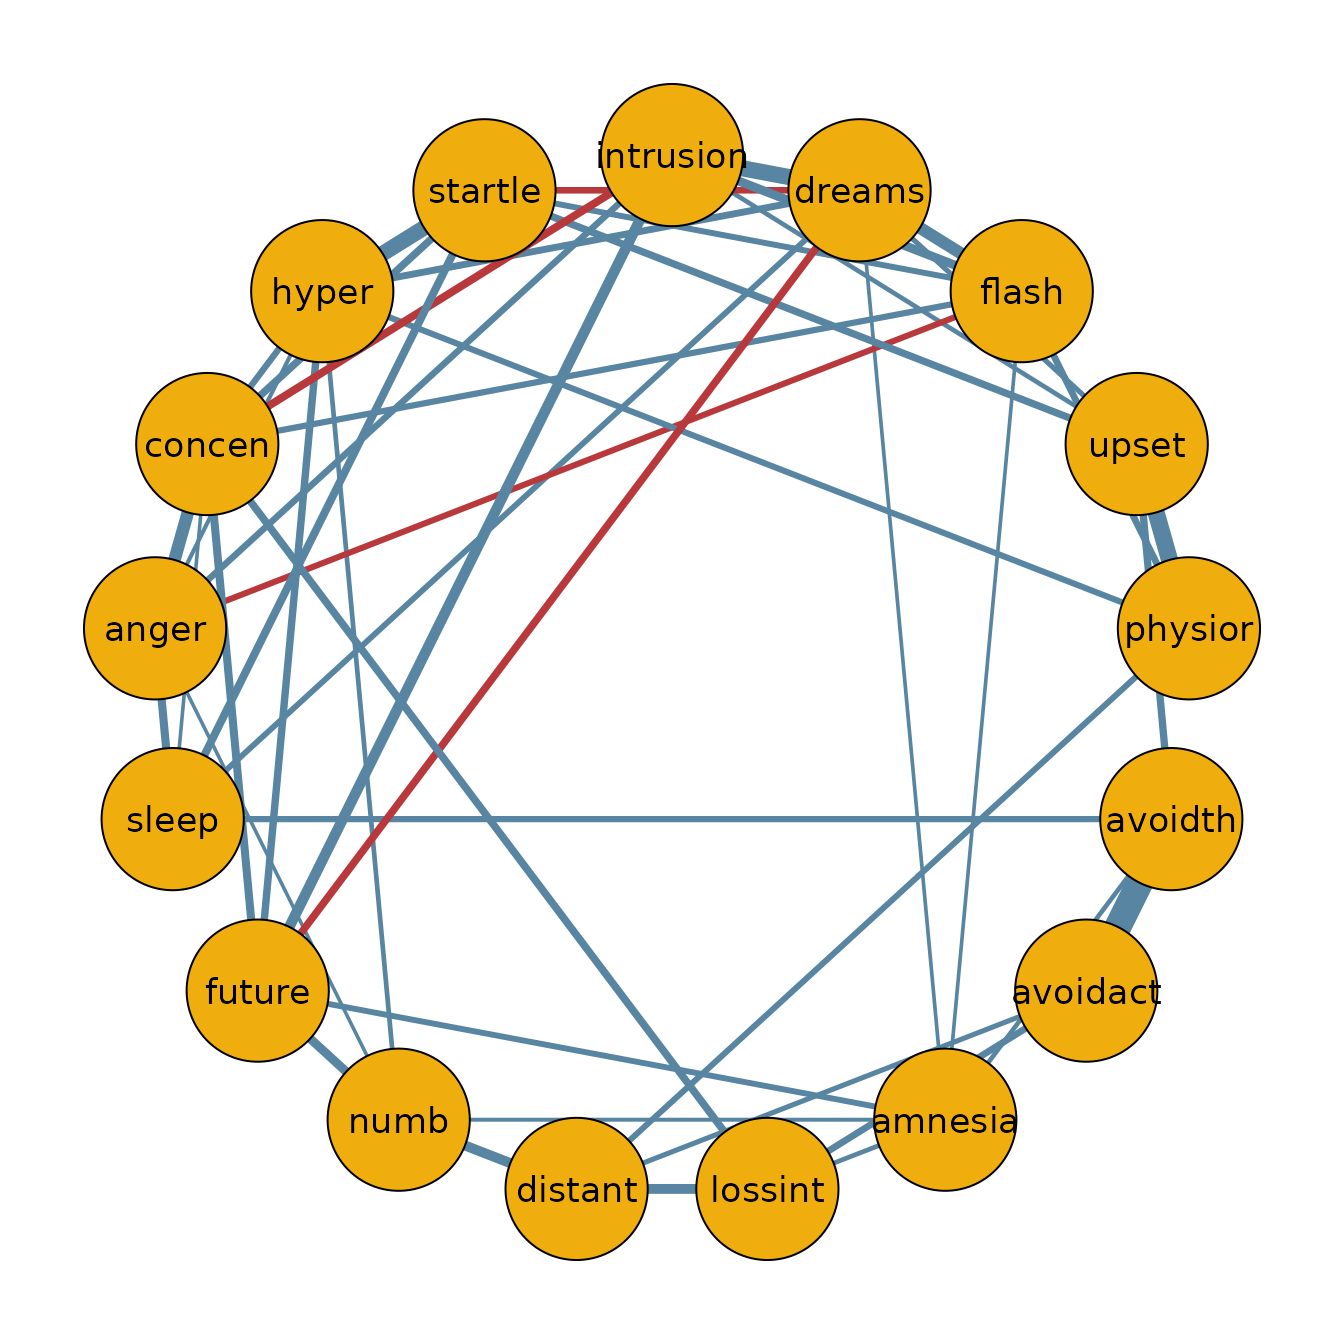 intrusion
startle
dreams
hyper
flash
concen
upset
anger
physior
sleep
avoidth
future
avoidact
numb
amnesia
distant
lossint